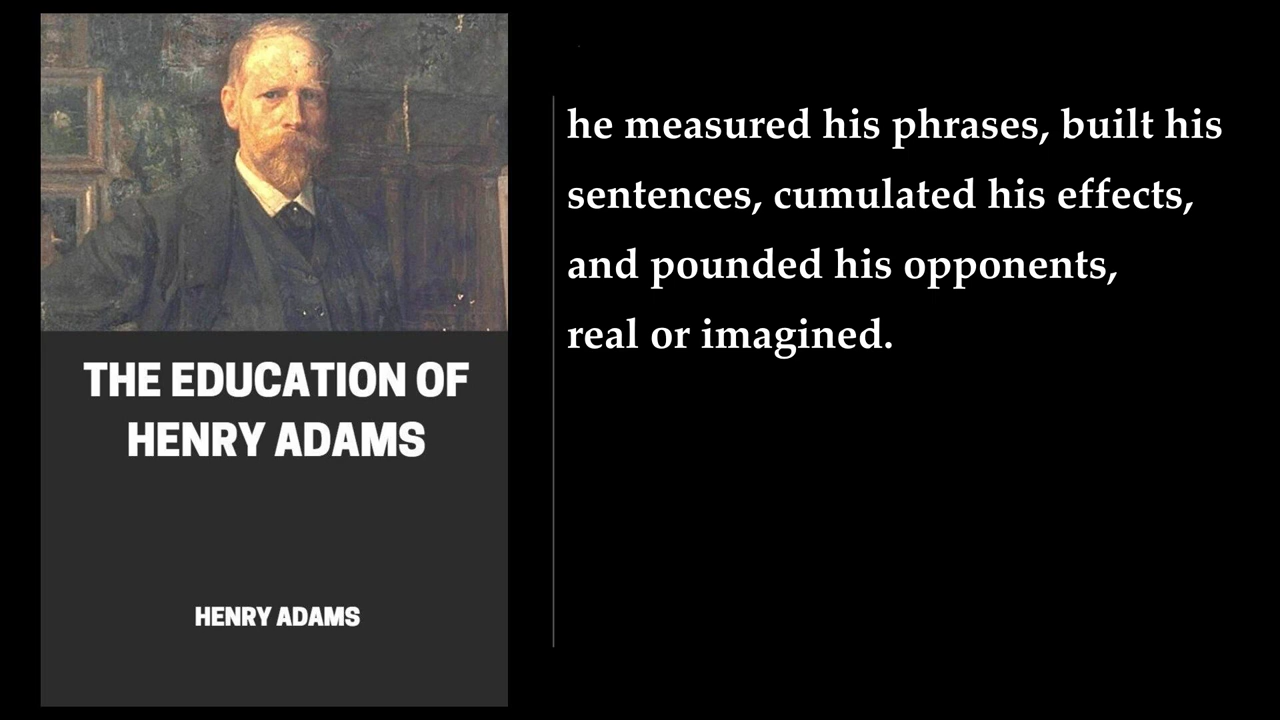 THE EDUCATION OF
HENRY ADAMS
HENRY ADAMS
he measured his phrases, built his
sentences, cumulated his effects,
and pounded his opponents,
real or imagined.